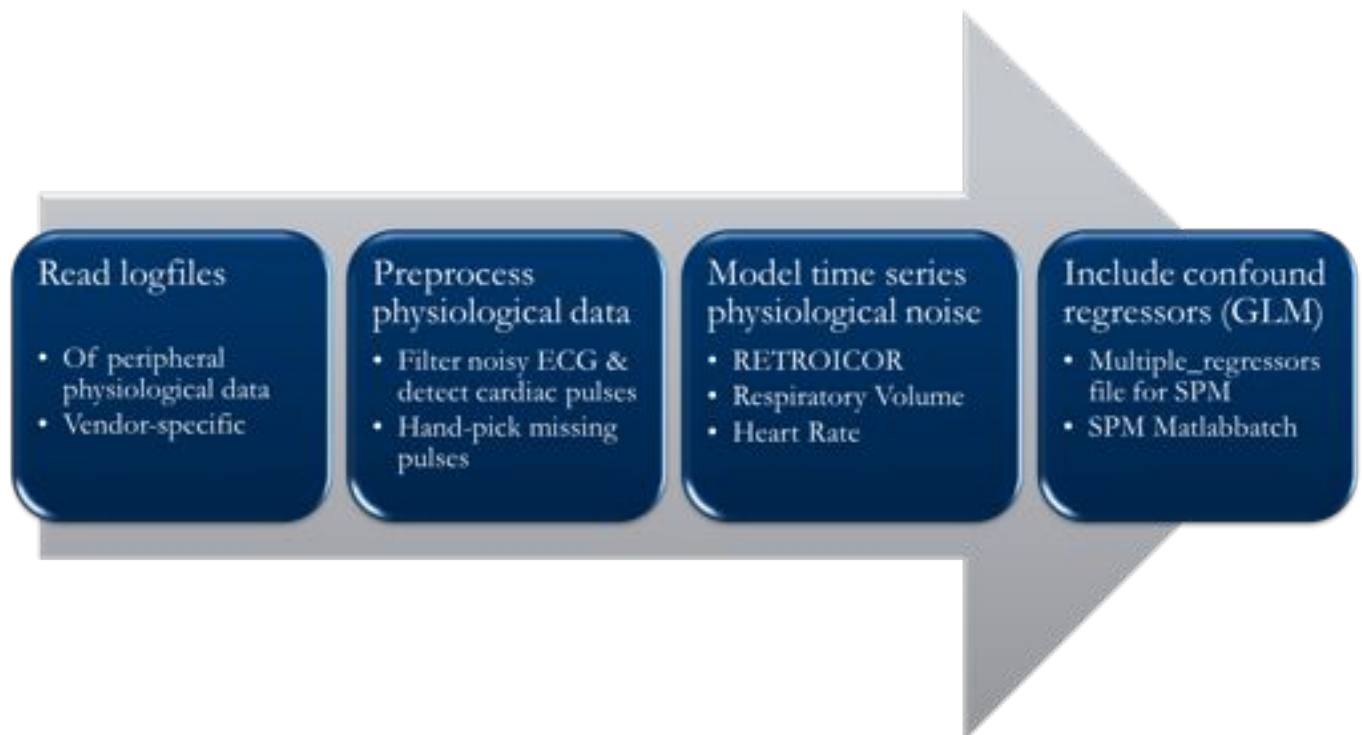 Read logfiles
• Of peripheral
physiological data
• Vendor-specific
Preprocess
physiological data
• Filter noisy ECG &
detect cardiac pulses
• Hand-pick missing
pulses
Model time series
physiological noise
• RETROICOR
• Respiratory Volume
• Heart Rate
Include confound
regressors (GLM)
• Multiple_regressors
file for SPM
• SPM Matlabbatch